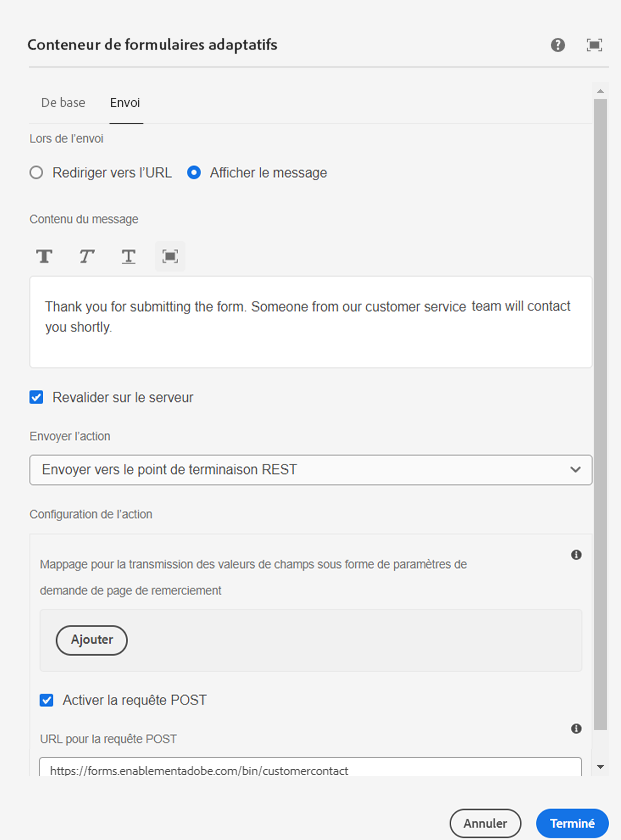 Conteneur de formulaires adaptatifs
De base Envoi
Lors de l’envoi
Rediriger vers l’URL Afficher le message
Contenu du message
T T T
Thank you for submitting the form. Someone from our customer service team will contact
you shortly.
Revalider sur le serveur
Envoyer l’action
Envoyer vers le point de terminaison REST
Configuration de l’action
Mappage pour la transmission des valeurs de champs sous forme de paramètres de
demande de page de remerciement
Ajouter
Activer la requête POST
URL pour la requête POST
https://forms.enablementadobe.com/bin/customercontact
Annuler Terminé